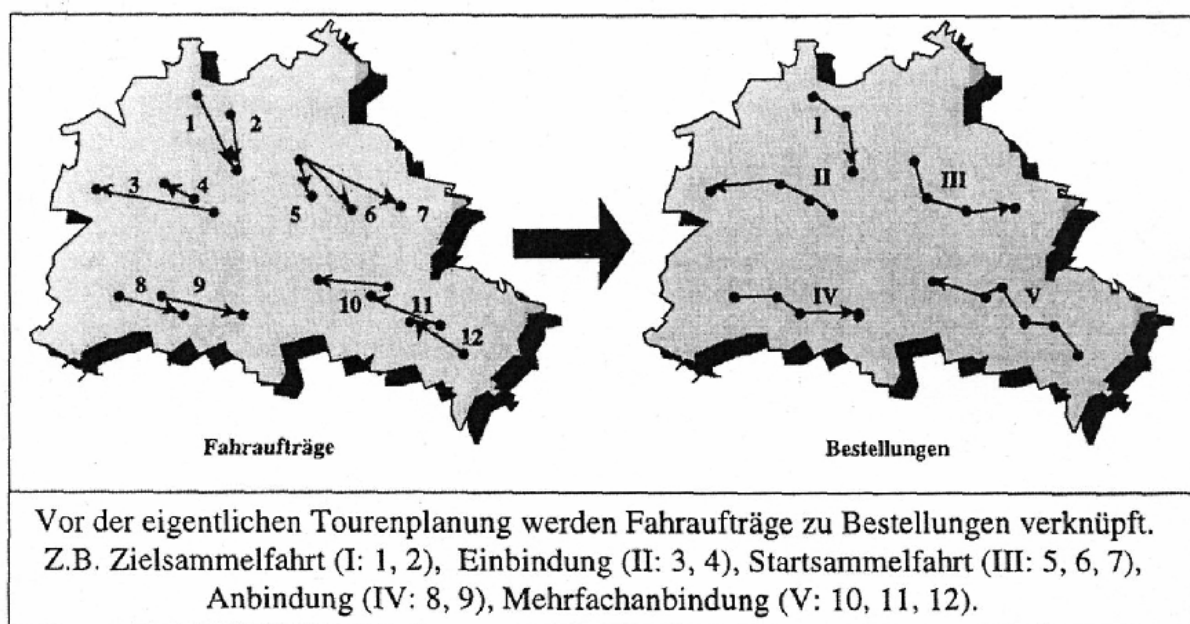 1
2
3
4
5
6
7
8
9
10
11
12
Fahraufträge
I
II
III
IV
V
Bestellungen
Vor der eigentlichen Tourenplanung werden Fahraufträge zu Bestellungen verknüpft.
Z.B. Zielsammelfahrt (I: 1, 2), Einbindung (II: 3, 4), Startsammelfahrt (III: 5, 6, 7),
Anbindung (IV: 8, 9), Mehrfachanbindung (V: 10, 11, 12).